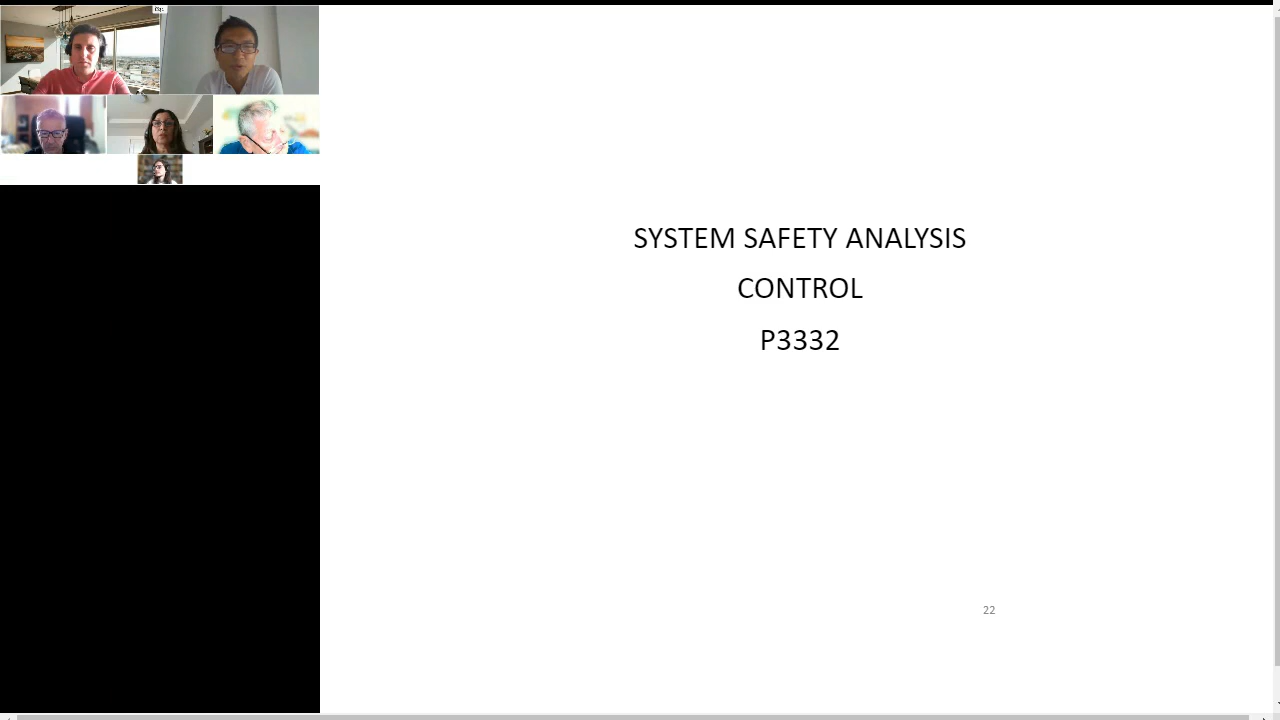 SYSTEM SAFETY ANALYSIS
CONTROL
P3332
22